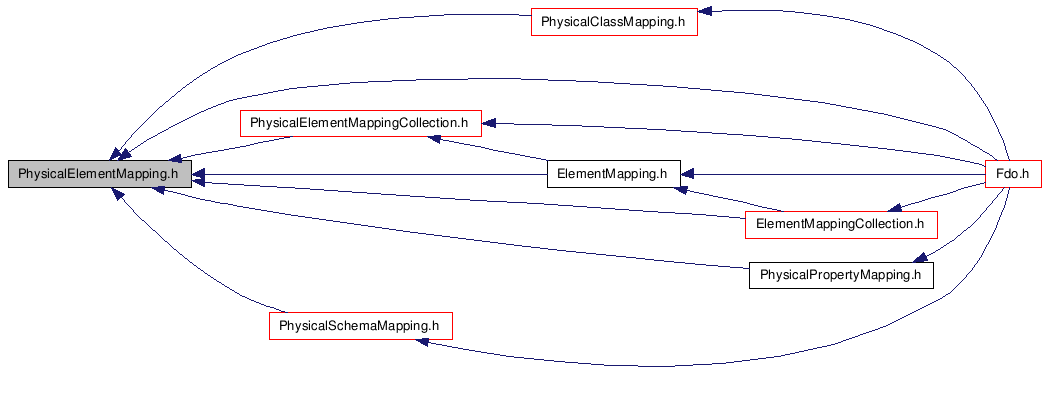 PhysicalClassMapping.h
PhysicalElementMappingCollection.h
PhysicalElementMapping.h
ElementMapping.h
Fdo.h
ElementMappingCollection.h
PhysicalPropertyMapping.h
PhysicalSchemaMapping.h